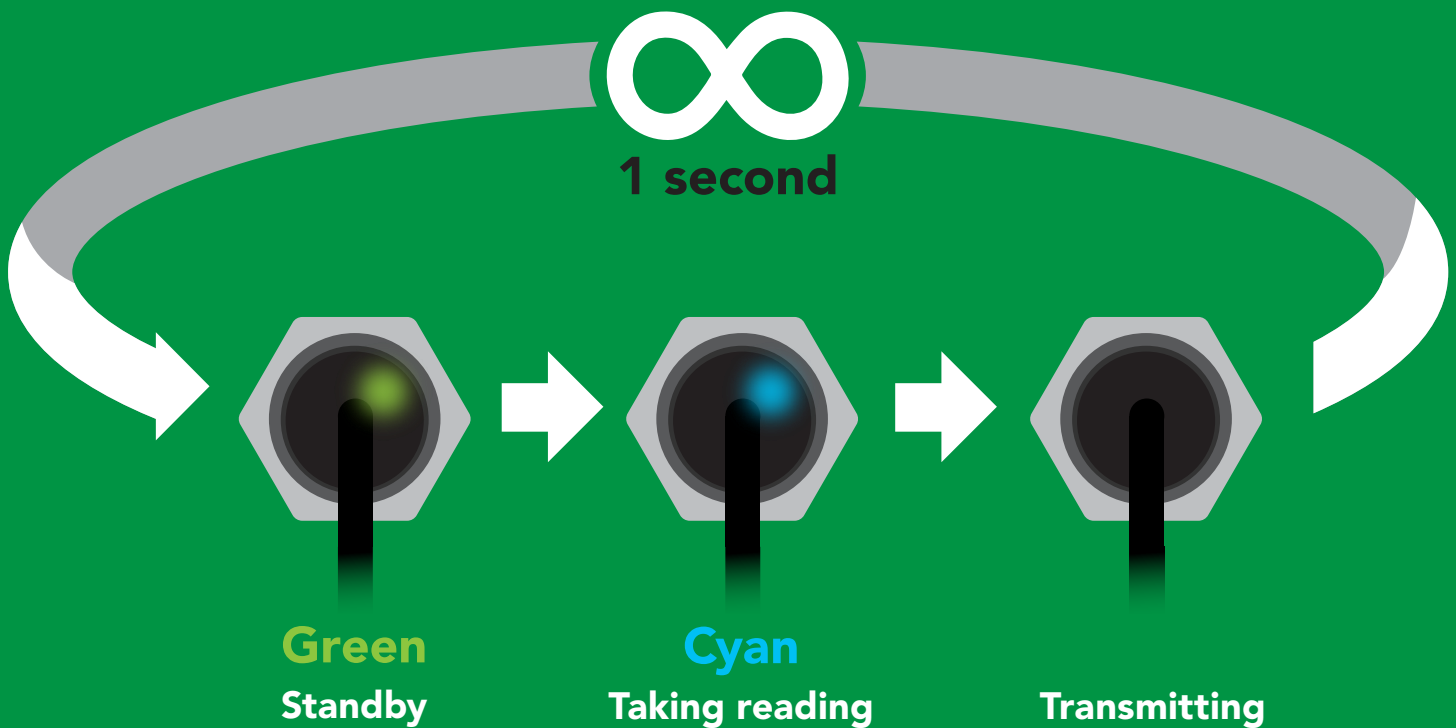 1 second
Green
Standby
Cyan
Taking reading
Transmitting